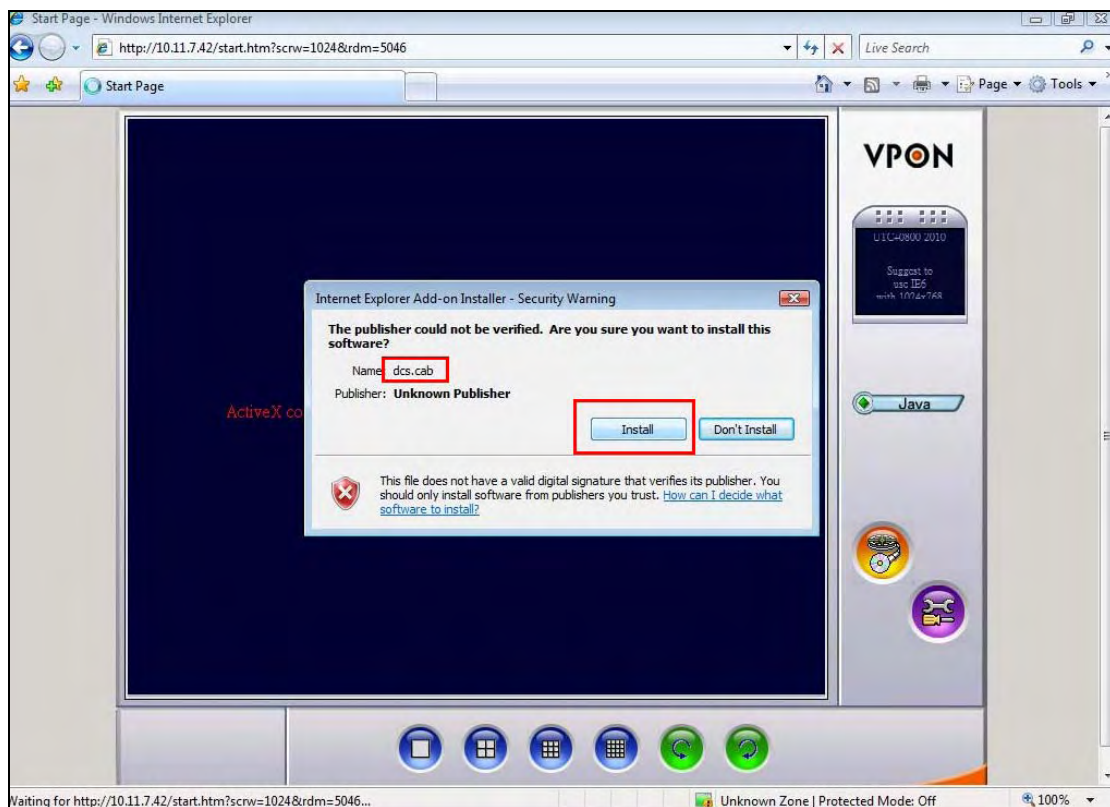 Start Page - Windows Internet Explorer
http://10.11.7.42/start.htm?scrw=1024&rdm=5046
Live Search
Start Page
Page
Tools
VPON
UTC+0800 2010
Suggest to
use IE6
with 1024x768
Internet Explorer Add-on Installer - Security Warning
The publisher could not be verified. Are you sure you want to install this
software?
Name: dcs.cab
Publisher: Unknown Publisher
ActiveX co
Java
Install
Don't Install
This file does not have a valid digital signature that verifies its publisher. You
should only install software from publishers you trust. How can I decide what
software to install?
Waiting for http://10.11.7.42/start.htm?scrw=1024&rdm=5046...
Unknown Zone | Protected Mode: Off
100%